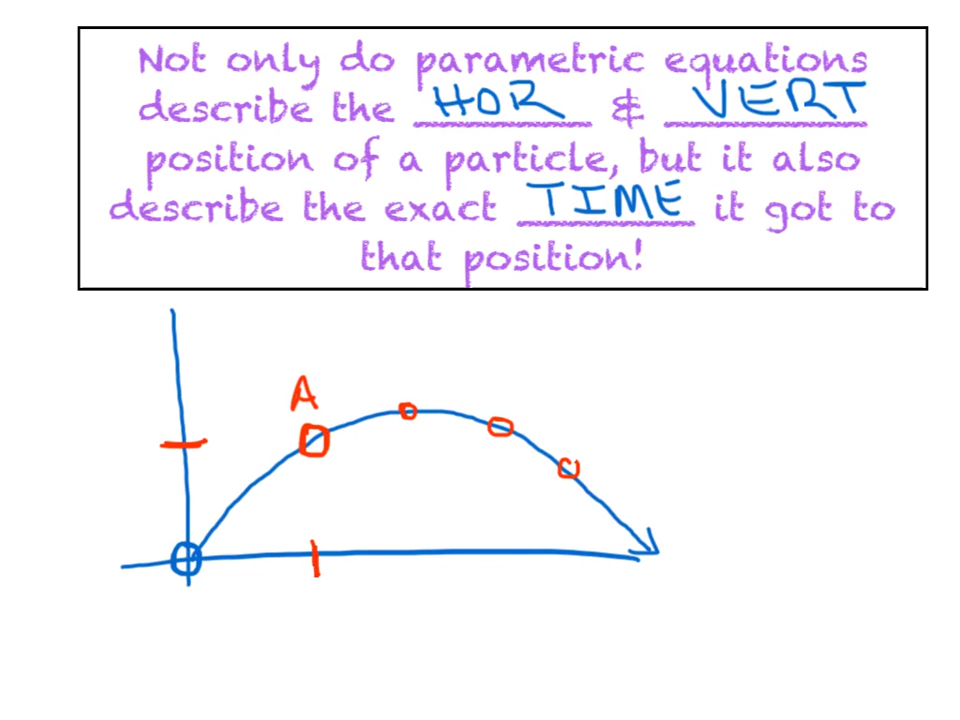 Not only do parametric equations
describe the HOR & VERT
position of a particle, but it also
describe the exact TIME it got to
that position!
A